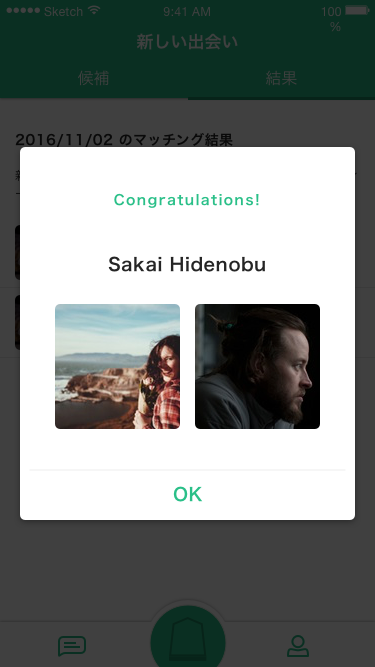 Sketch
9:41 AM
100
%
新しい出会い
候補
結果
2016/11/02 のマッチング結果
Congratulations!
Sakai Hidenobu
OK